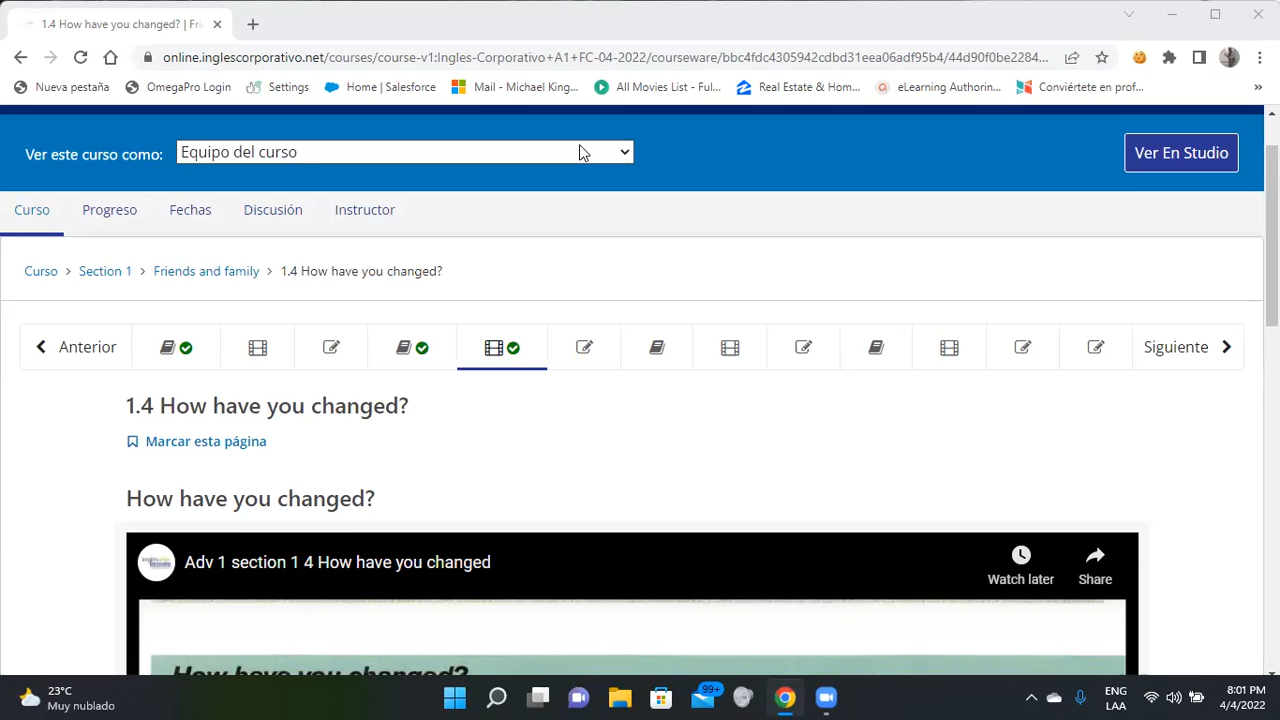 1.4 How have you changed? | Fri
online.inglescorporativo.net/courses/course-v1:Ingles-Corporativo+A1+FC-04-2022/courseware/bbc4fdc4305942cdbd31eea06adf95b4/44d90f0be2284...
Nueva pestaña
OmegaPro Login
Settings
Home | Salesforce
Mail - Michael King...
All Movies List - Ful...
Real Estate & Hom...
eLearning Authorin...
Conviértete en prof...
»
Ver este curso como:
Equipo del curso
Ver En Studio
Curso
Progreso
Fechas
Discusión
Instructor
Curso > Section 1 > Friends and family > 1.4 How have you changed?
Anterior
Siguiente
1.4 How have you changed?
Marcar esta página
How have you changed?
Adv 1 section 1 4 How have you changed
Watch later
Share
How have you changed?
23°C
Muy nublado
99+
ENG
LAA
8:01 PM
4/4/2022